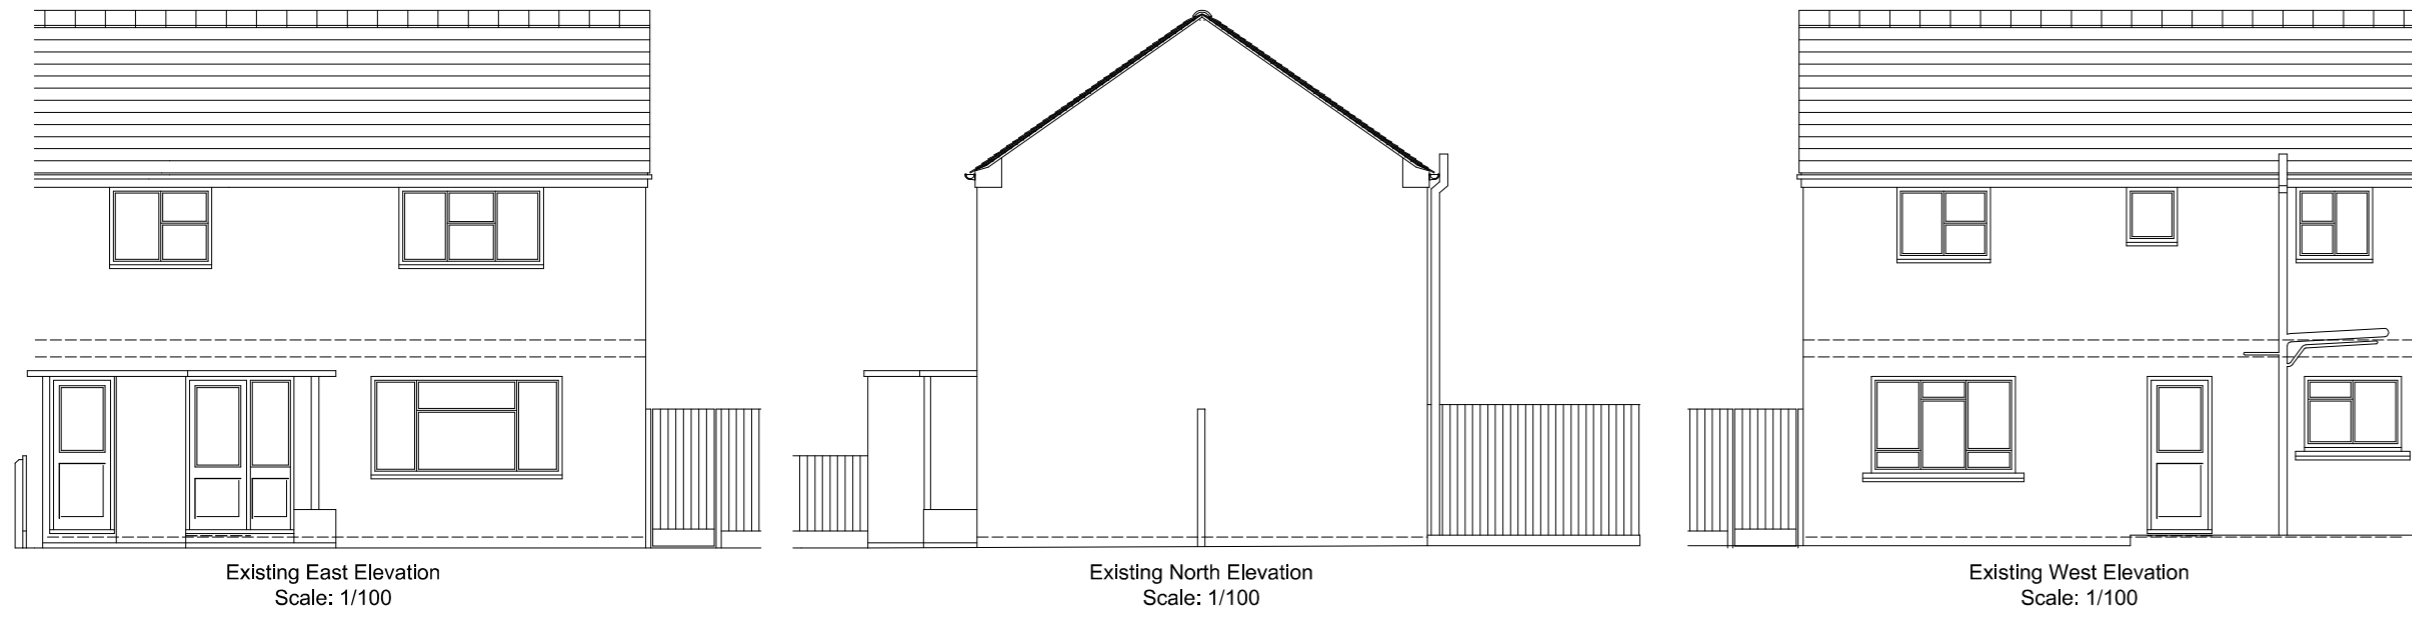 Existing East Elevation
Scale: 1/100
Existing North Elevation
Scale: 1/100
Existing West Elevation
Scale: 1/100